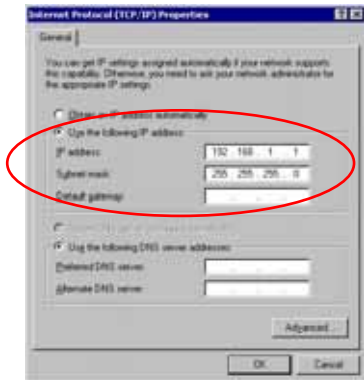 Internet Protocol (TCP/IP) Properties
General
You can get IP settings assigned automatically if your network supports
this capability. Otherwise, you need to ask your network administrator for
the appropriate IP settings.
Obtain an IP address automatically
Use the following IP address:
IP address: 192 . 168 . 1 . 1
Subnet mask: 255 . 255 . 255 . 0
Default gateway:
Use the following DNS server addresses:
Preferred DNS server:
Alternate DNS server:
Advanced...
OK Cancel